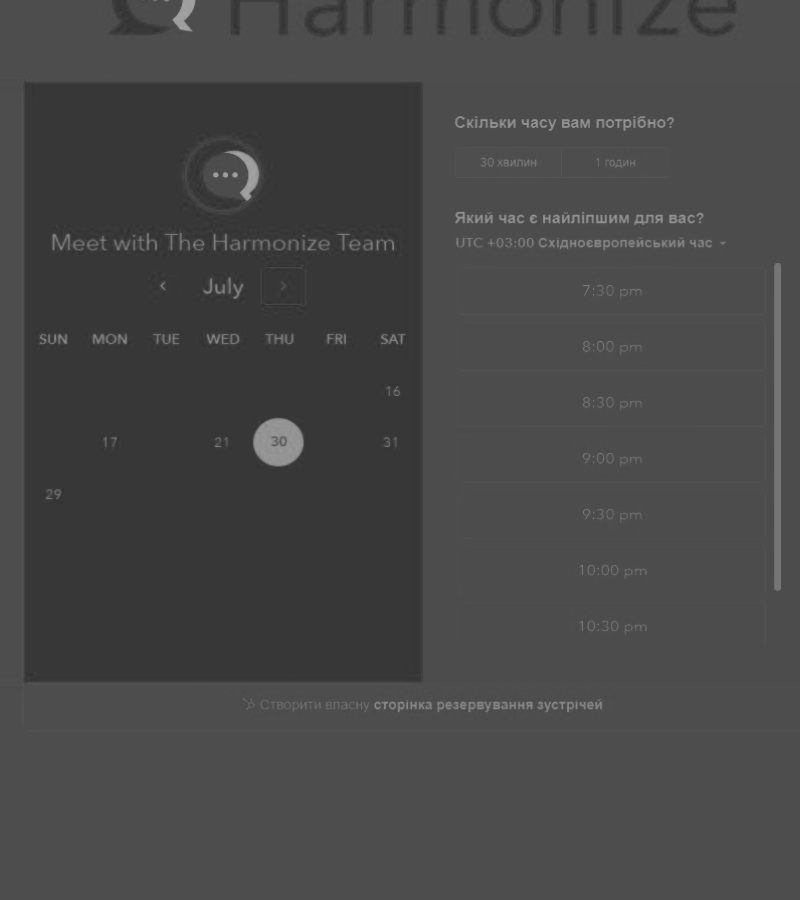 Harmonize
Meet with The Harmonize Team
July
SUN MON TUE WED THU FRI SAT
16
17 21 30 31
29
Скільки часу вам потрібно?
30 хвилин 1 годин
Який час є найліпшим для вас?
UTC +03:00 Східноєвропейський час
7:30 pm
8:00 pm
8:30 pm
9:00 pm
9:30 pm
10:00 pm
10:30 pm
Створити власну сторінка резервування зустрічей